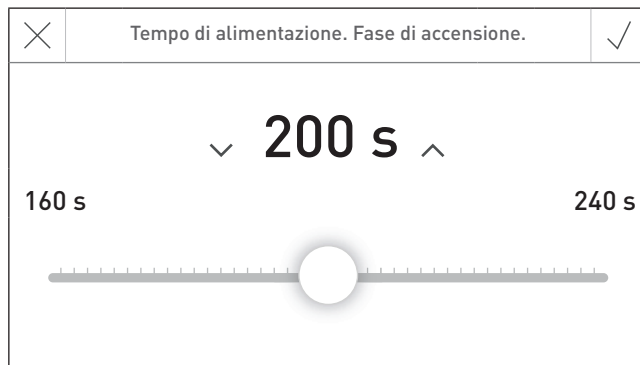 Tempo di alimentazione. Fase di accensione.
200 s
160 s
240 s